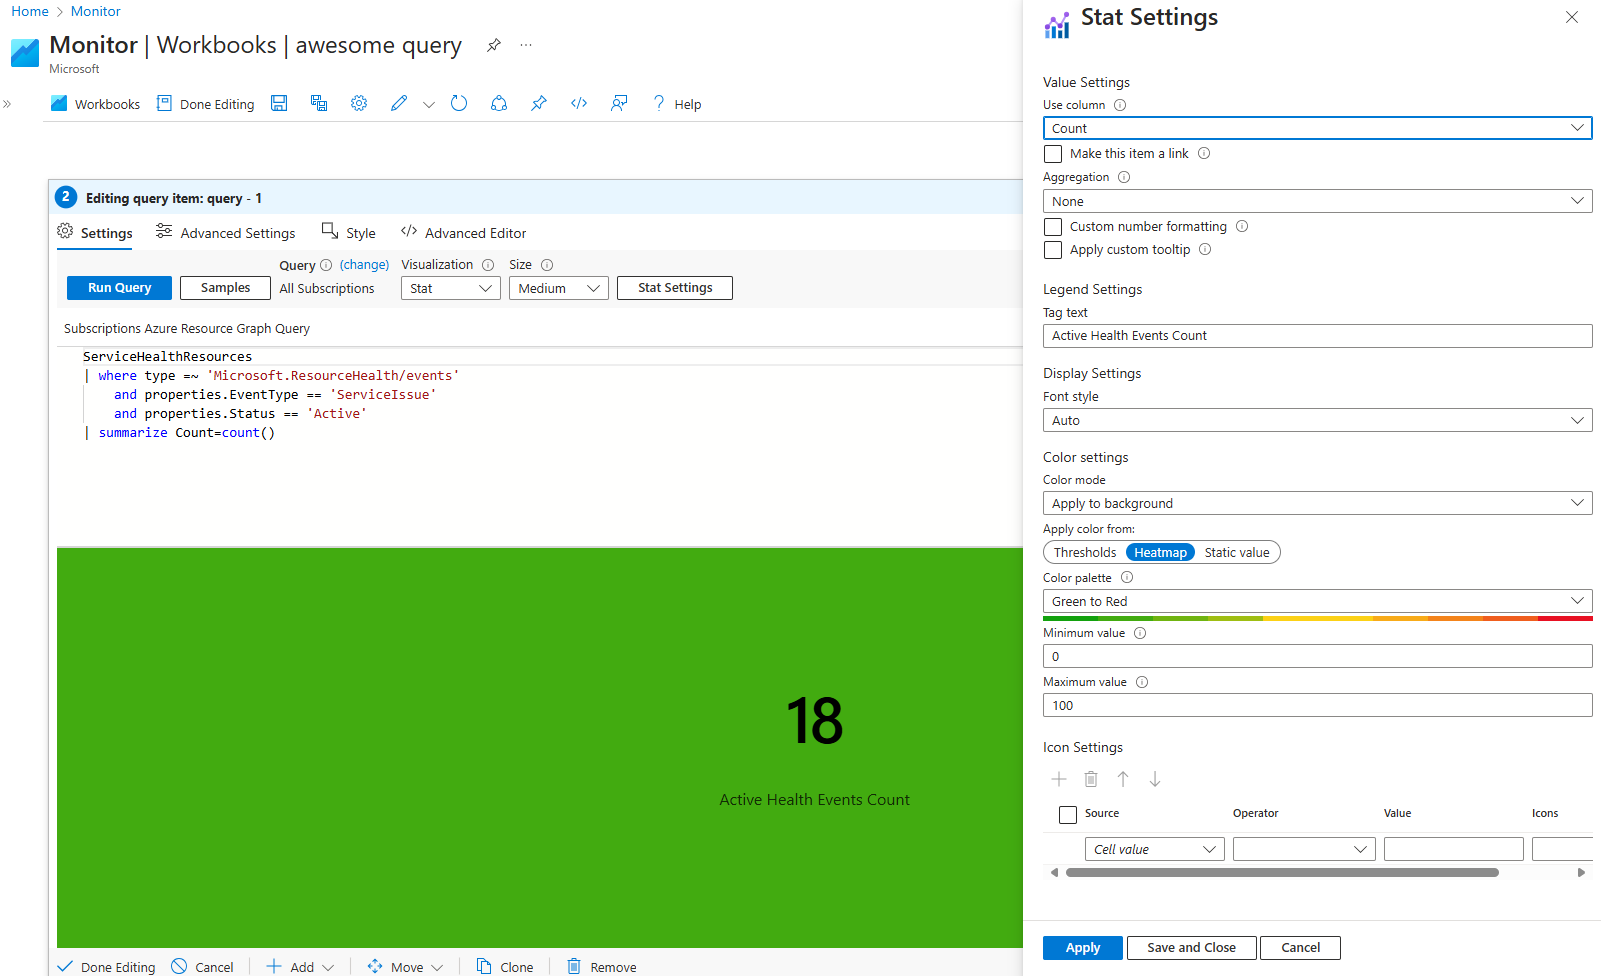 Home > Monitor
Monitor | Workbooks | awesome query
Microsoft
Workbooks
Done Editing
Help
2 Editing query item: query - 1
Settings
Advanced Settings
Style
Advanced Editor
Query (change)
Visualization
Size
Run Query
Samples
All Subscriptions
Stat
Medium
Stat Settings
Subscriptions Azure Resource Graph Query
ServiceHealthResources
| where type =~ 'Microsoft.ResourceHealth/events'
and properties.EventType == 'ServiceIssue'
and properties.Status == 'Active'
| summarize Count=count()
18
Active Health Events Count
Done Editing
Cancel
Add
Move
Clone
Remove
Stat Settings
Value Settings
Use column
Count
Make this item a link
Aggregation
None
Custom number formatting
Apply custom tooltip
Legend Settings
Tag text
Active Health Events Count
Display Settings
Font style
Auto
Color settings
Color mode
Apply to background
Apply color from:
Thresholds Heatmap Static value
Color palette
Green to Red
Minimum value
0
Maximum value
100
Icon Settings
Source Operator Value Icons
Cell value
Apply
Save and Close
Cancel